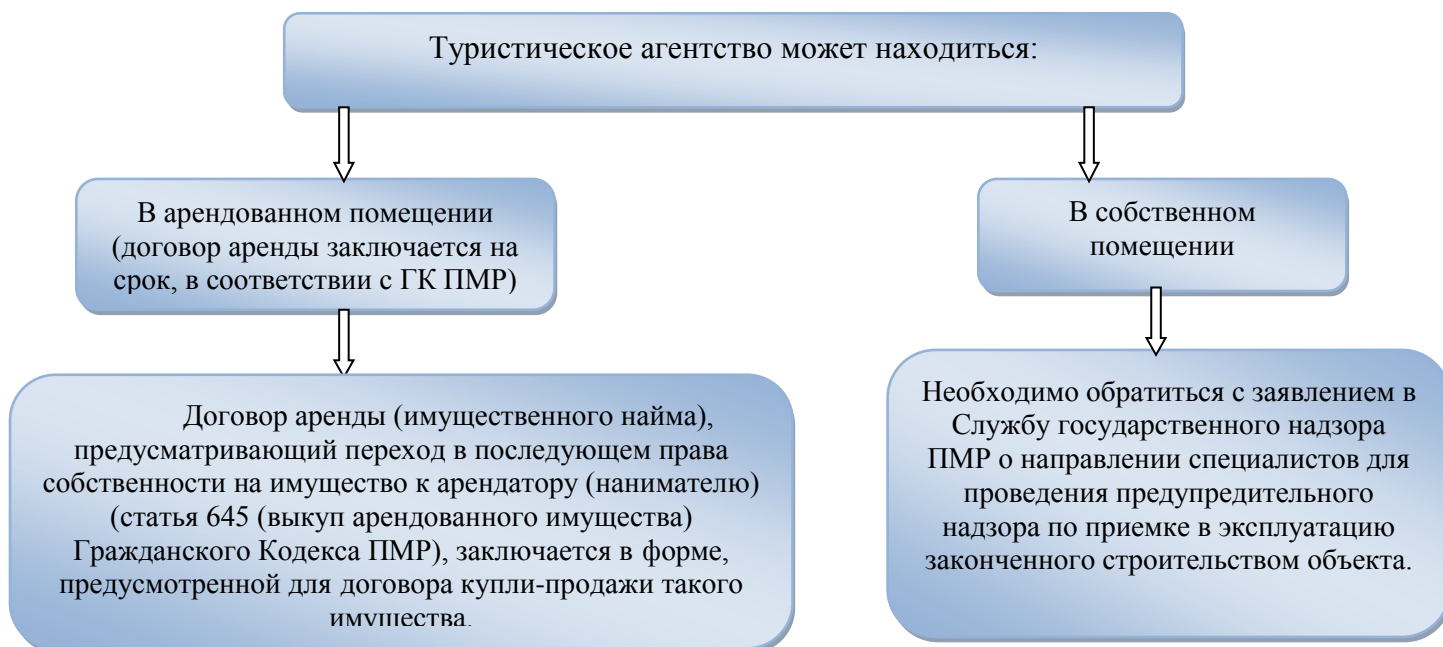 Туристическое агентство может находиться:
В арендованном помещении
(договор аренды заключается на
срок, в соответствии с ГК ПМР)
В собственном
помещении
Договор аренды (имущественного найма),
предусматривающий переход в последующем права
собственности на имущество к арендатору (нанимателю)
(статья 645 (выкуп арендованного имущества)
Гражданского Кодекса ПМР), заключается в форме,
предусмотренной для договора купли-продажи такого
имущества.
Необходимо обратиться с заявлением в
Службу государственного надзора
ПМР о направлении специалистов для
проведения предупредительного
надзора по приемке в эксплуатацию
законченного строительством объекта.